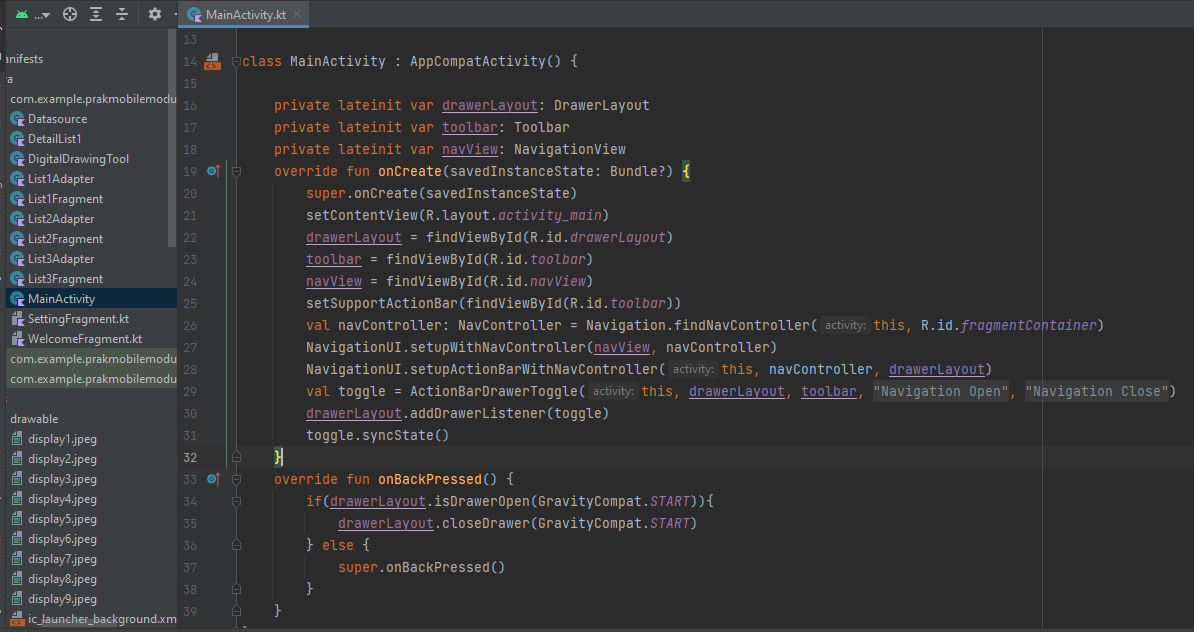 ...
MainActivity.kt
anifests
a
com.example.prakmobilemodu
Datasource
DetailList1
DigitalDrawingTool
List1Adapter
List1Fragment
List2Adapter
List2Fragment
List3Adapter
List3Fragment
MainActivity
SettingFragment.kt
WelcomeFragment.kt
com.example.prakmobilemodu
com.example.prakmobilemodu
s
drawable
display1.jpeg
display2.jpeg
display3.jpeg
display4.jpeg
display5.jpeg
display6.jpeg
display7.jpeg
display8.jpeg
display9.jpeg
ic_launcher_background.xm
13
14 class MainActivity : AppCompatActivity() {
15
16 private lateinit var drawerLayout: DrawerLayout
17 private lateinit var toolbar: Toolbar
18 private lateinit var navView: NavigationView
19 override fun onCreate(savedInstanceState: Bundle?) {
20 super.onCreate(savedInstanceState)
21 setContentView(R.layout.activity_main)
22 drawerLayout = findViewById(R.id.drawerLayout)
23 toolbar = findViewById(R.id.toolbar)
24 navView = findViewById(R.id.navView)
25 setSupportActionBar(findViewById(R.id.toolbar))
26 val navController: NavController = Navigation.findNavController( activity: this, R.id.fragmentContainer)
27 NavigationUI.setupWithNavController(navView, navController)
28 NavigationUI.setupActionBarWithNavController( activity: this, navController, drawerLayout)
29 val toggle = ActionBarDrawerToggle( activity: this, drawerLayout, toolbar, "Navigation Open", "Navigation Close")
30 drawerLayout.addDrawerListener(toggle)
31 toggle.syncState()
32 }
33 override fun onBackPressed() {
34 if(drawerLayout.isDrawerOpen(GravityCompat.START)){
35 drawerLayout.closeDrawer(GravityCompat.START)
36 } else {
37 super.onBackPressed()
38 }
39 }